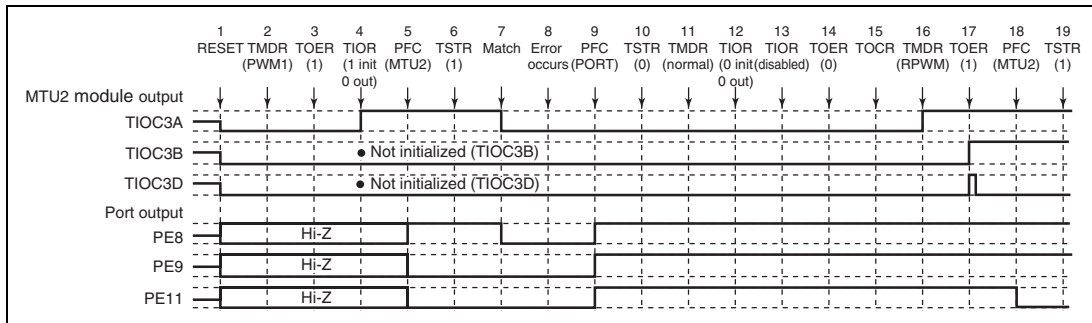 1 2 3 4 5 6 7 8 9 10 11 12 13 14 15 16 17 18 19
RESET TMDR TOER TIOR PFC TSTR Match Error PFC TSTR TMDR TIOR TIOR TOER TOCR TMDR TOER PFC TSTR
(PWM1) (1) (1 init (MTU2) (1) occurs (PORT) (0) (normal) (0 init (disabled) (0) (RPWM) (1) (MTU2) (1)
0 out) 0 out)
MTU2 module output
TIOC3A
TIOC3B • Not initialized (TIOC3B)
TIOC3D • Not initialized (TIOC3D)
Port output
PE8 Hi-Z
PE9 Hi-Z
PE11 Hi-Z